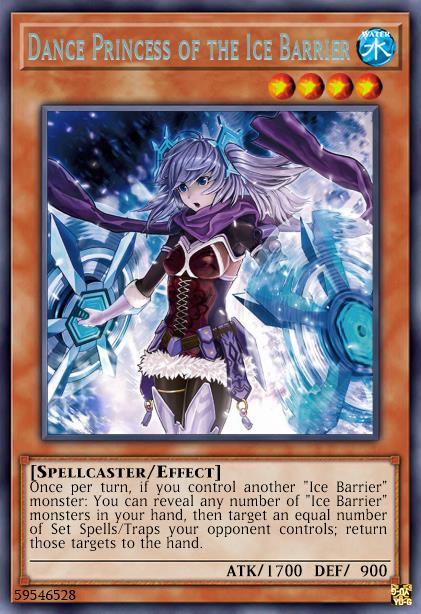 DANCE PRINCESS OF THE ICE BARRIER
WATER
水
[SPELLCASTER/EFFECT]
Once per turn, if you control another "Ice Barrier"
monster: You can reveal any number of "Ice Barrier"
monsters in your hand, then target an equal number
of Set Spells/Traps your opponent controls; return
those targets to the hand.
ATK/1700 DEF/ 900
59546528